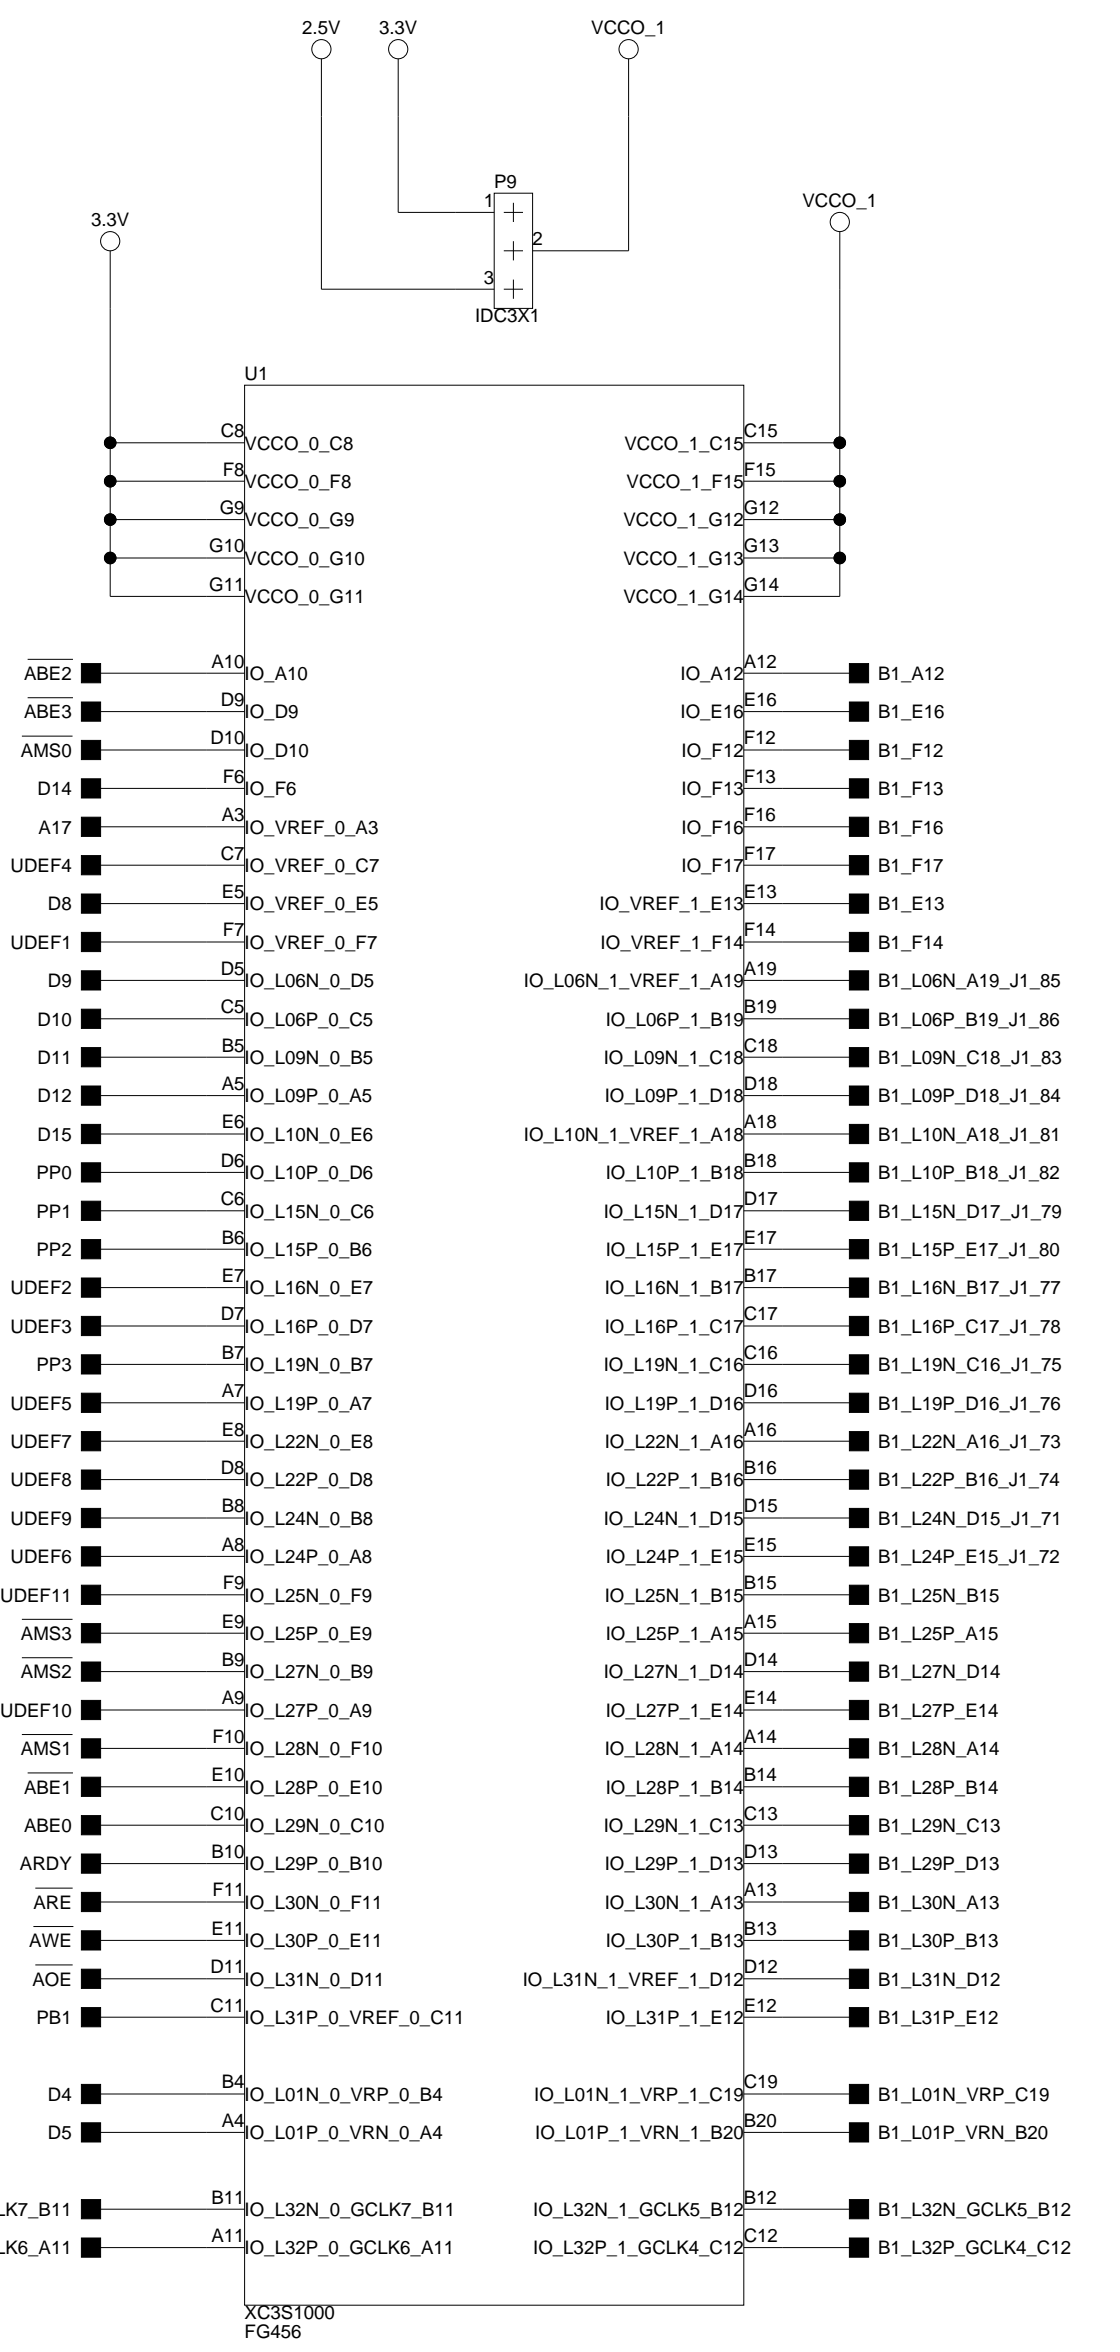 2.5V 3.3V VCCO_1
P9
VCCO_1
1
3.3V
2
3
IDC3X1
U1
C8 VCCO_0_C8 VCCO_1_C15 C15
F8 VCCO_0_F8 VCCO_1_F15 F15
G9 VCCO_0_G9 VCCO_1_G12 G12
G10 VCCO_0_G10 VCCO_1_G13 G13
G11 VCCO_0_G11 VCCO_1_G14 G14
ABE2 A10 IO_A10 IO_A12 A12 B1_A12
ABE3 D9 IO_D9 IO_E16 E16 B1_E16
AMS0 D10 IO_D10 IO_F12 F12 B1_F12
D14 F6 IO_F6 IO_F13 F13 B1_F13
A17 A3 IO_VREF_0_A3 IO_F16 F16 B1_F16
UDEF4 C7 IO_VREF_0_C7 IO_F17 F17 B1_F17
D8 E5 IO_VREF_0_E5 IO_VREF_1_E13 E13 B1_E13
UDEF1 F7 IO_VREF_0_F7 IO_VREF_1_F14 F14 B1_F14
D9 D5 IO_L06N_0_D5 IO_L06N_1_VREF_1_A19 A19 B1_L06N_A19_J1_85
D10 C5 IO_L06P_0_C5 IO_L06P_1_B19 B19 B1_L06P_B19_J1_86
D11 B5 IO_L09N_0_B5 IO_L09N_1_C18 C18 B1_L09N_C18_J1_83
D12 A5 IO_L09P_0_A5 IO_L09P_1_D18 D18 B1_L09P_D18_J1_84
D15 E6 IO_L10N_0_E6 IO_L10N_1_VREF_1_A18 A18 B1_L10N_A18_J1_81
PP0 D6 IO_L10P_0_D6 IO_L10P_1_B18 B18 B1_L10P_B18_J1_82
PP1 C6 IO_L15N_0_C6 IO_L15N_1_D17 D17 B1_L15N_D17_J1_79
PP2 B6 IO_L15P_0_B6 IO_L15P_1_E17 E17 B1_L15P_E17_J1_80
UDEF2 E7 IO_L16N_0_E7 IO_L16N_1_B17 B17 B1_L16N_B17_J1_77
UDEF3 D7 IO_L16P_0_D7 IO_L16P_1_C17 C17 B1_L16P_C17_J1_78
PP3 B7 IO_L19N_0_B7 IO_L19N_1_C16 C16 B1_L19N_C16_J1_75
UDEF5 A7 IO_L19P_0_A7 IO_L19P_1_D16 D16 B1_L19P_D16_J1_76
UDEF7 E8 IO_L22N_0_E8 IO_L22N_1_A16 A16 B1_L22N_A16_J1_73
UDEF8 D8 IO_L22P_0_D8 IO_L22P_1_B16 B16 B1_L22P_B16_J1_74
UDEF9 B8 IO_L24N_0_B8 IO_L24N_1_D15 D15 B1_L24N_D15_J1_71
UDEF6 A8 IO_L24P_0_A8 IO_L24P_1_E15 E15 B1_L24P_E15_J1_72
UDEF11 F9 IO_L25N_0_F9 IO_L25N_1_B15 B15 B1_L25N_B15
AMS3 E9 IO_L25P_0_E9 IO_L25P_1_A15 A15 B1_L25P_A15
AMS2 B9 IO_L27N_0_B9 IO_L27N_1_D14 D14 B1_L27N_D14
UDEF10 A9 IO_L27P_0_A9 IO_L27P_1_E14 E14 B1_L27P_E14
AMS1 F10 IO_L28N_0_F10 IO_L28N_1_A14 A14 B1_L28N_A14
ABE1 E10 IO_L28P_0_E10 IO_L28P_1_B14 B14 B1_L28P_B14
ABE0 C10 IO_L29N_0_C10 IO_L29N_1_C13 C13 B1_L29N_C13
ARDY B10 IO_L29P_0_B10 IO_L29P_1_D13 D13 B1_L29P_D13
ARE F11 IO_L30N_0_F11 IO_L30N_1_A13 A13 B1_L30N_A13
AWE E11 IO_L30P_0_E11 IO_L30P_1_B13 B13 B1_L30P_B13
AOE D11 IO_L31N_0_D11 IO_L31N_1_VREF_1_D12 D12 B1_L31N_D12
PB1 C11 IO_L31P_0_VREF_0_C11 IO_L31P_1_E12 E12 B1_L31P_E12
D4 B4 IO_L01N_0_VRP_0_B4 IO_L01N_1_VRP_1_C19 C19 B1_L01N_VRP_C19
D5 A4 IO_L01P_0_VRN_0_A4 IO_L01P_1_VRN_1_B20 B20 B1_L01P_VRN_B20
LK7_B11 B11 IO_L32N_0_GCLK7_B11 IO_L32N_1_GCLK5_B12 B12 B1_L32N_GCLK5_B12
LK6_A11 A11 IO_L32P_0_GCLK6_A11 IO_L32P_1_GCLK4_C12 C12 B1_L32P_GCLK4_C12
XC3S1000
FG456